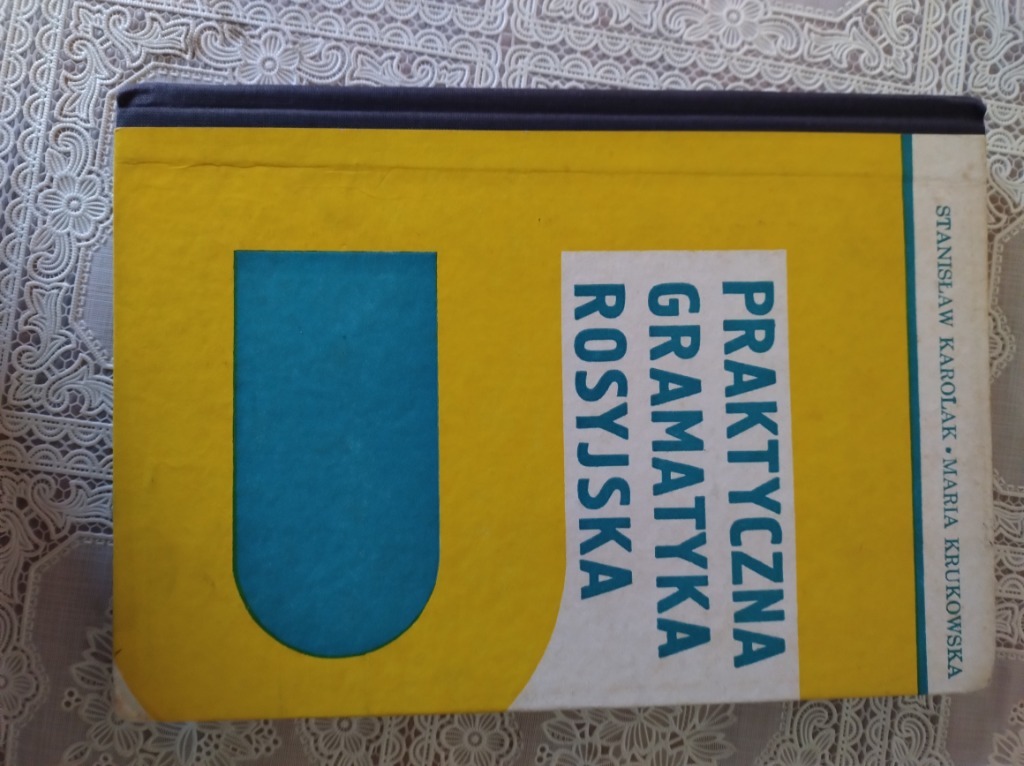 STANISŁAW KAROLAK • MARIA KRUKOWSKA
PRAKTYCZNA
GRAMATYKA
ROSYJSKA